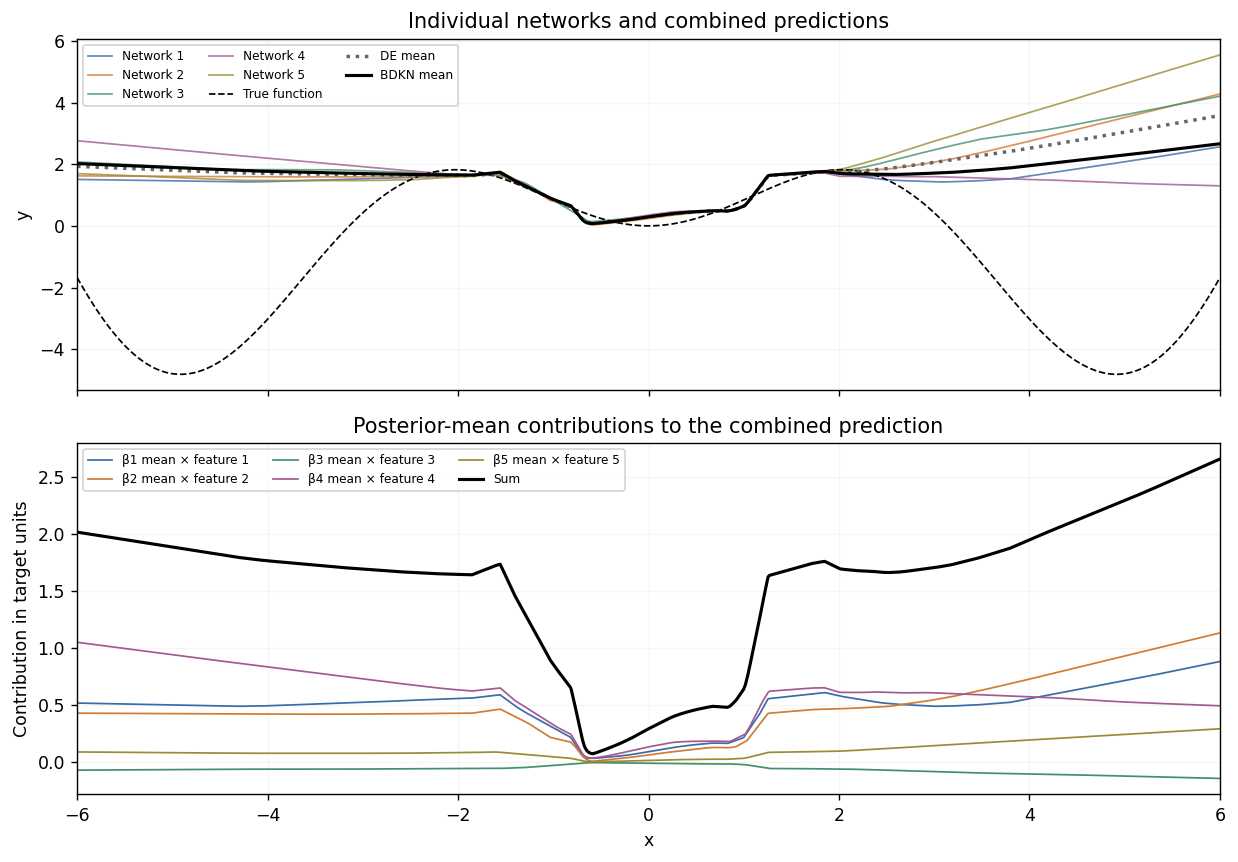 Individual networks and combined predictions
Network 1 Network 4 DE mean
Network 2 Network 5 BDKN mean
Network 3 True function
6
4
2
0
−2
−4
y
Posterior-mean contributions to the combined prediction
β1 mean × feature 1 β3 mean × feature 3 β5 mean × feature 5
β2 mean × feature 2 β4 mean × feature 4 Sum
2.5
2.0
1.5
1.0
0.5
0.0
Contribution in target units
−6 −4 −2 0 2 4 6
x